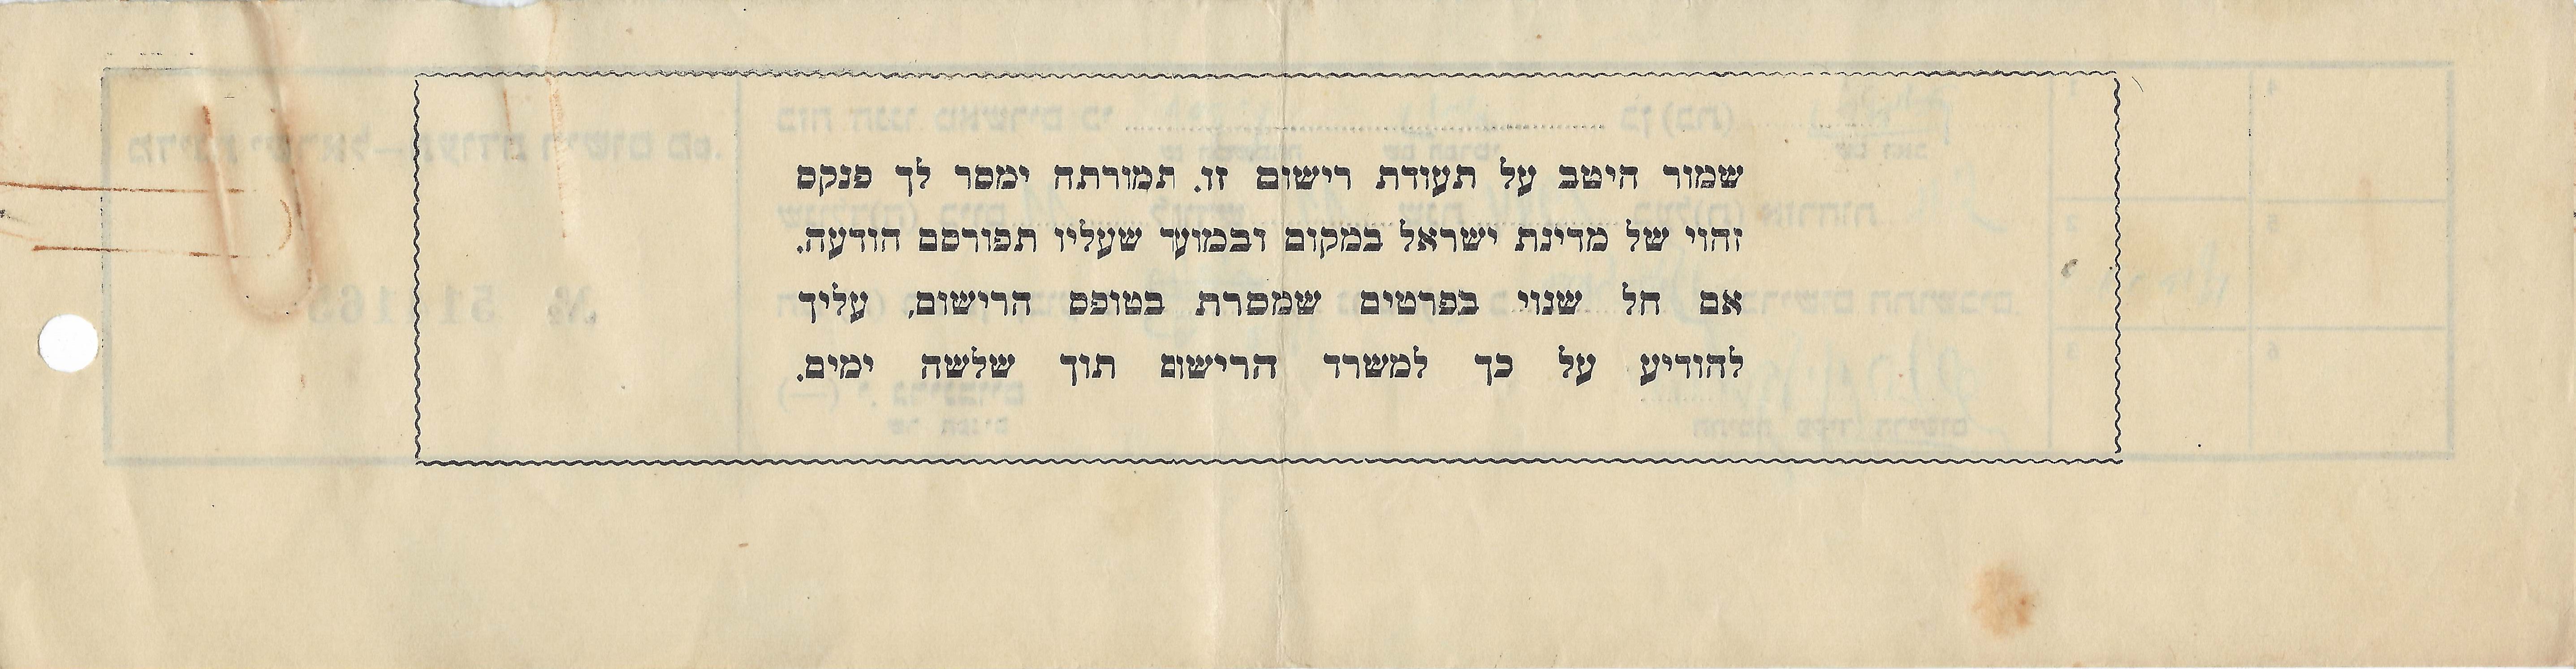 שמור היטב על תעודת רישום זו. תמורתה ימסר לך פנקס
זהוי של מדינת ישראל במקום ובמועד שעליו תפורסם הודעה.
אם חל שנוי בפרטים שמסרת בטופס הרישום, עליך
להודיע על כך למשרד הרישום תוך שלשה ימים.